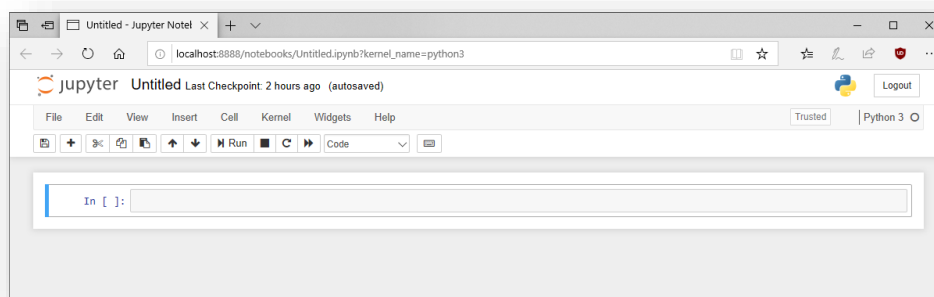 Untitled - Jupyter Notel
localhost:8888/notebooks/Untitled.ipynb?kernel_name=python3
jupyter Untitled Last Checkpoint: 2 hours ago (autosaved)
Logout
File Edit View Insert Cell Kernel Widgets Help Trusted Python 3
Run Code
In [ ]: